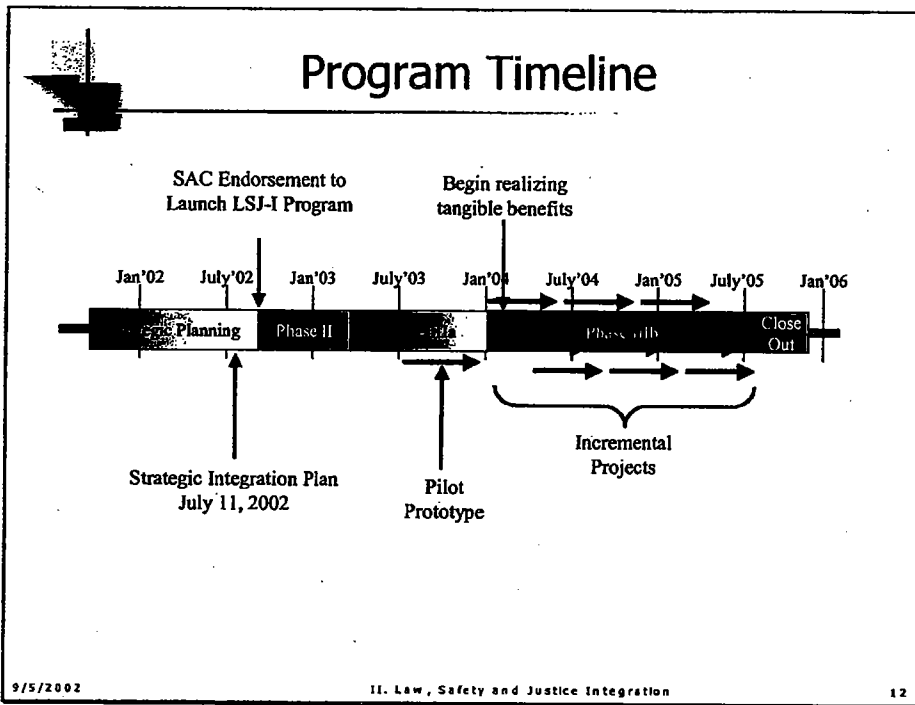 Program Timeline
SAC Endorsement to
Launch LSJ-I Program
Begin realizing
tangible benefits
Jan'02 July'02 Jan'03 July'03 Jan'04 July'04 Jan'05 July'05 Jan'06
Planning Phase II Phase Close
Out
Strategic Integration Plan
July 11, 2002
Pilot
Prototype
Incremental
Projects
9/5/2002 II. Law, Safety and Justice Integration 12